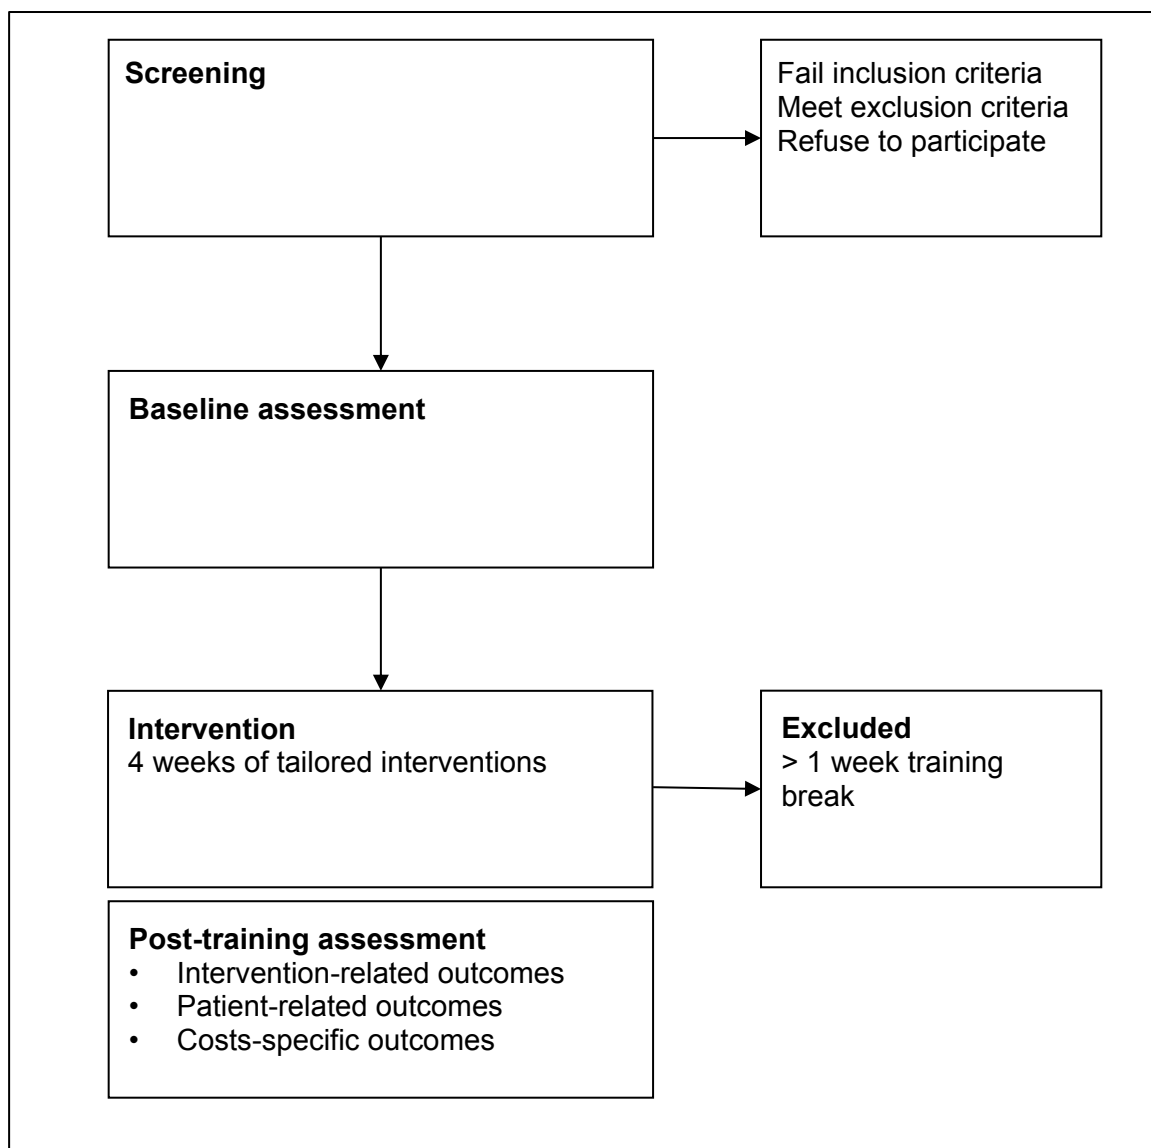 Screening
Fail inclusion criteria
Meet exclusion criteria
Refuse to participate
Baseline assessment
Intervention
4 weeks of tailored interventions
Excluded
> 1 week training
break
Post-training assessment
• Intervention-related outcomes
• Patient-related outcomes
• Costs-specific outcomes